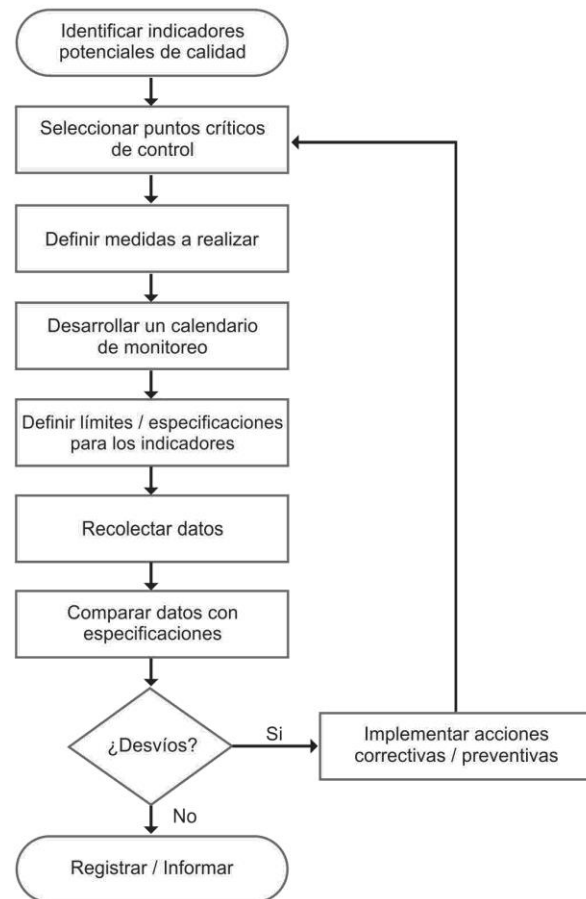 Identificar indicadores
potenciales de calidad
Seleccionar puntos críticos
de control
Definir medidas a realizar
Desarrollar un calendario
de monitoreo
Definir límites / especificaciones
para los indicadores
Recolectar datos
Comparar datos con
especificaciones
¿Desvíos?
Si
Implementar acciones
correctivas / preventivas
No
Registrar / Informar